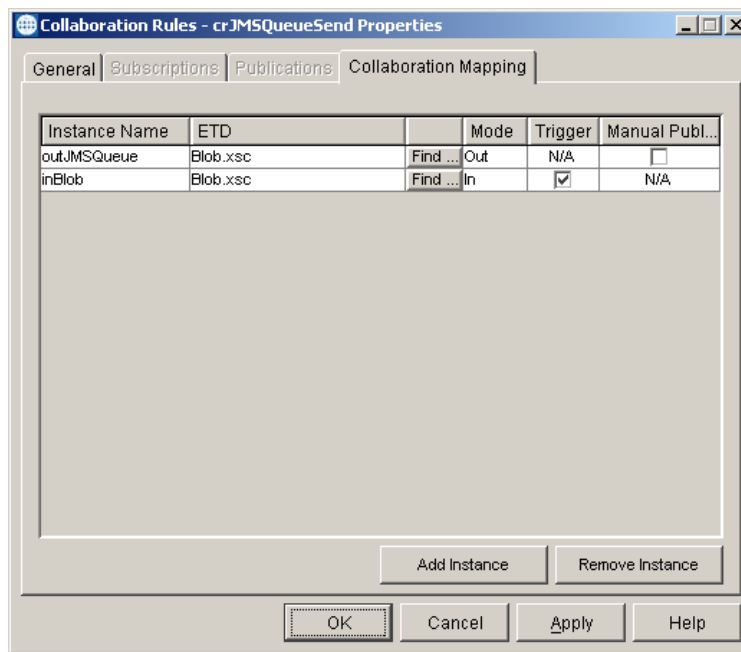 Collaboration Rules - crJMSQueueSend Properties
General Subscriptions Publications Collaboration Mapping
Instance Name ETD Mode Trigger Manual Publ...
outJMSQueue Blob.xsc Find ... Out N/A
inBlob Blob.xsc Find ... In N/A
Add Instance Remove Instance
OK Cancel Apply Help